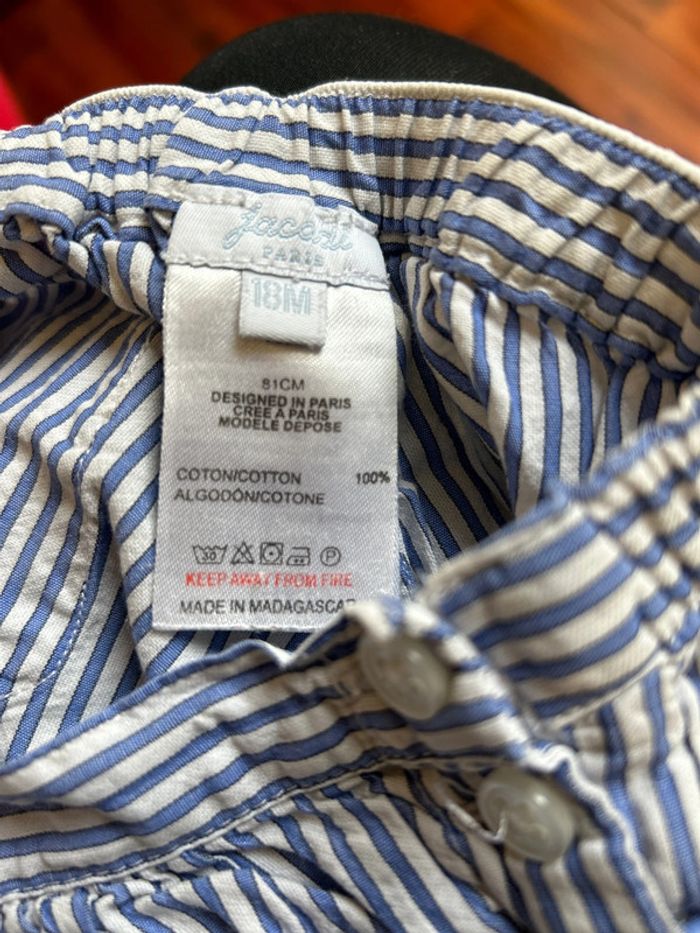 Jacadi
PARIS
18M
81CM
DESIGNED IN PARIS
CREE A PARIS
MODELE DEPOSE
COTON/COTTON 100%
ALGODÓN/COTONE
KEEP AWAY FROM FIRE
MADE IN MADAGASCAR